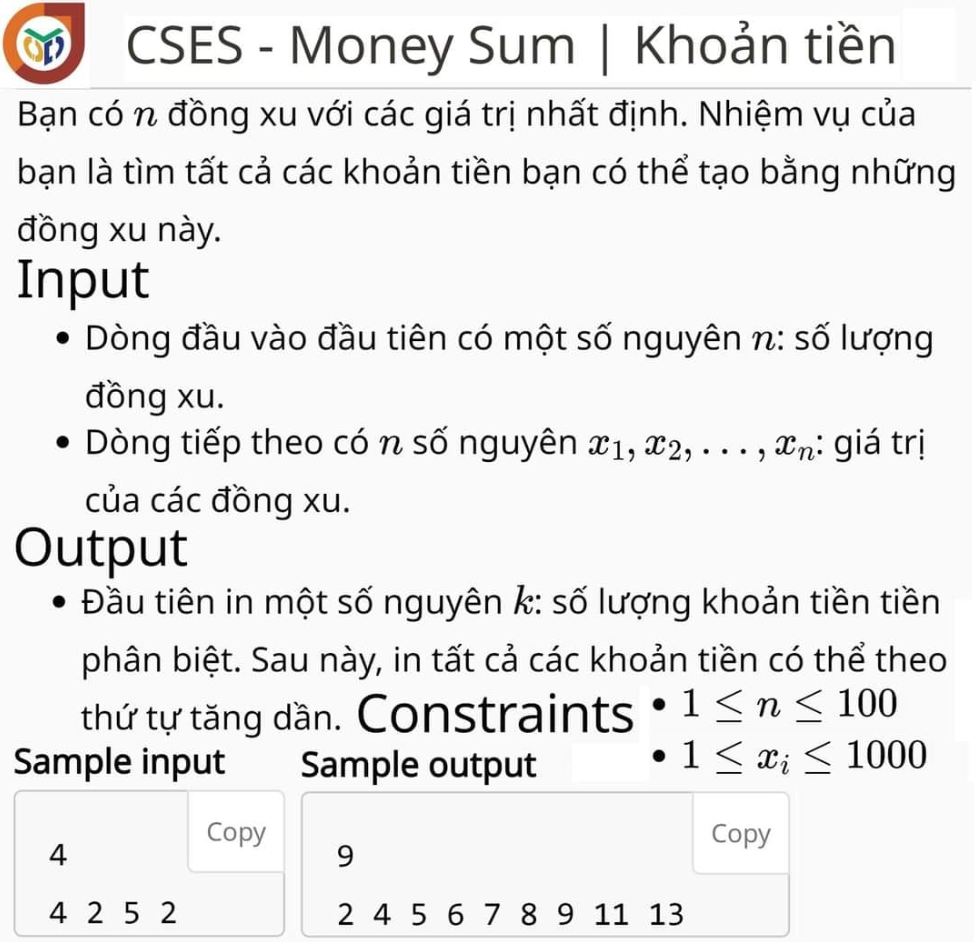 CSES - Money Sum | Khoản tiền
Bạn có n đồng xu với các giá trị nhất định. Nhiệm vụ của
bạn là tìm tất cả các khoản tiền bạn có thể tạo bằng những
đồng xu này.
Input
• Dòng đầu vào đầu tiên có một số nguyên n: số lượng
đồng xu.
• Dòng tiếp theo có n số nguyên x₁, x₂, . . . , xₙ: giá trị
của các đồng xu.
Output
• Đầu tiên in một số nguyên k: số lượng khoản tiền tiền
phân biệt. Sau này, in tất cả các khoản tiền có thể theo
thứ tự tăng dần.
Constraints
• 1 ≤ n ≤ 100
• 1 ≤ xᵢ ≤ 1000
Sample input
Copy
4
4 2 5 2
Sample output
Copy
9
2 4 5 6 7 8 9 11 13